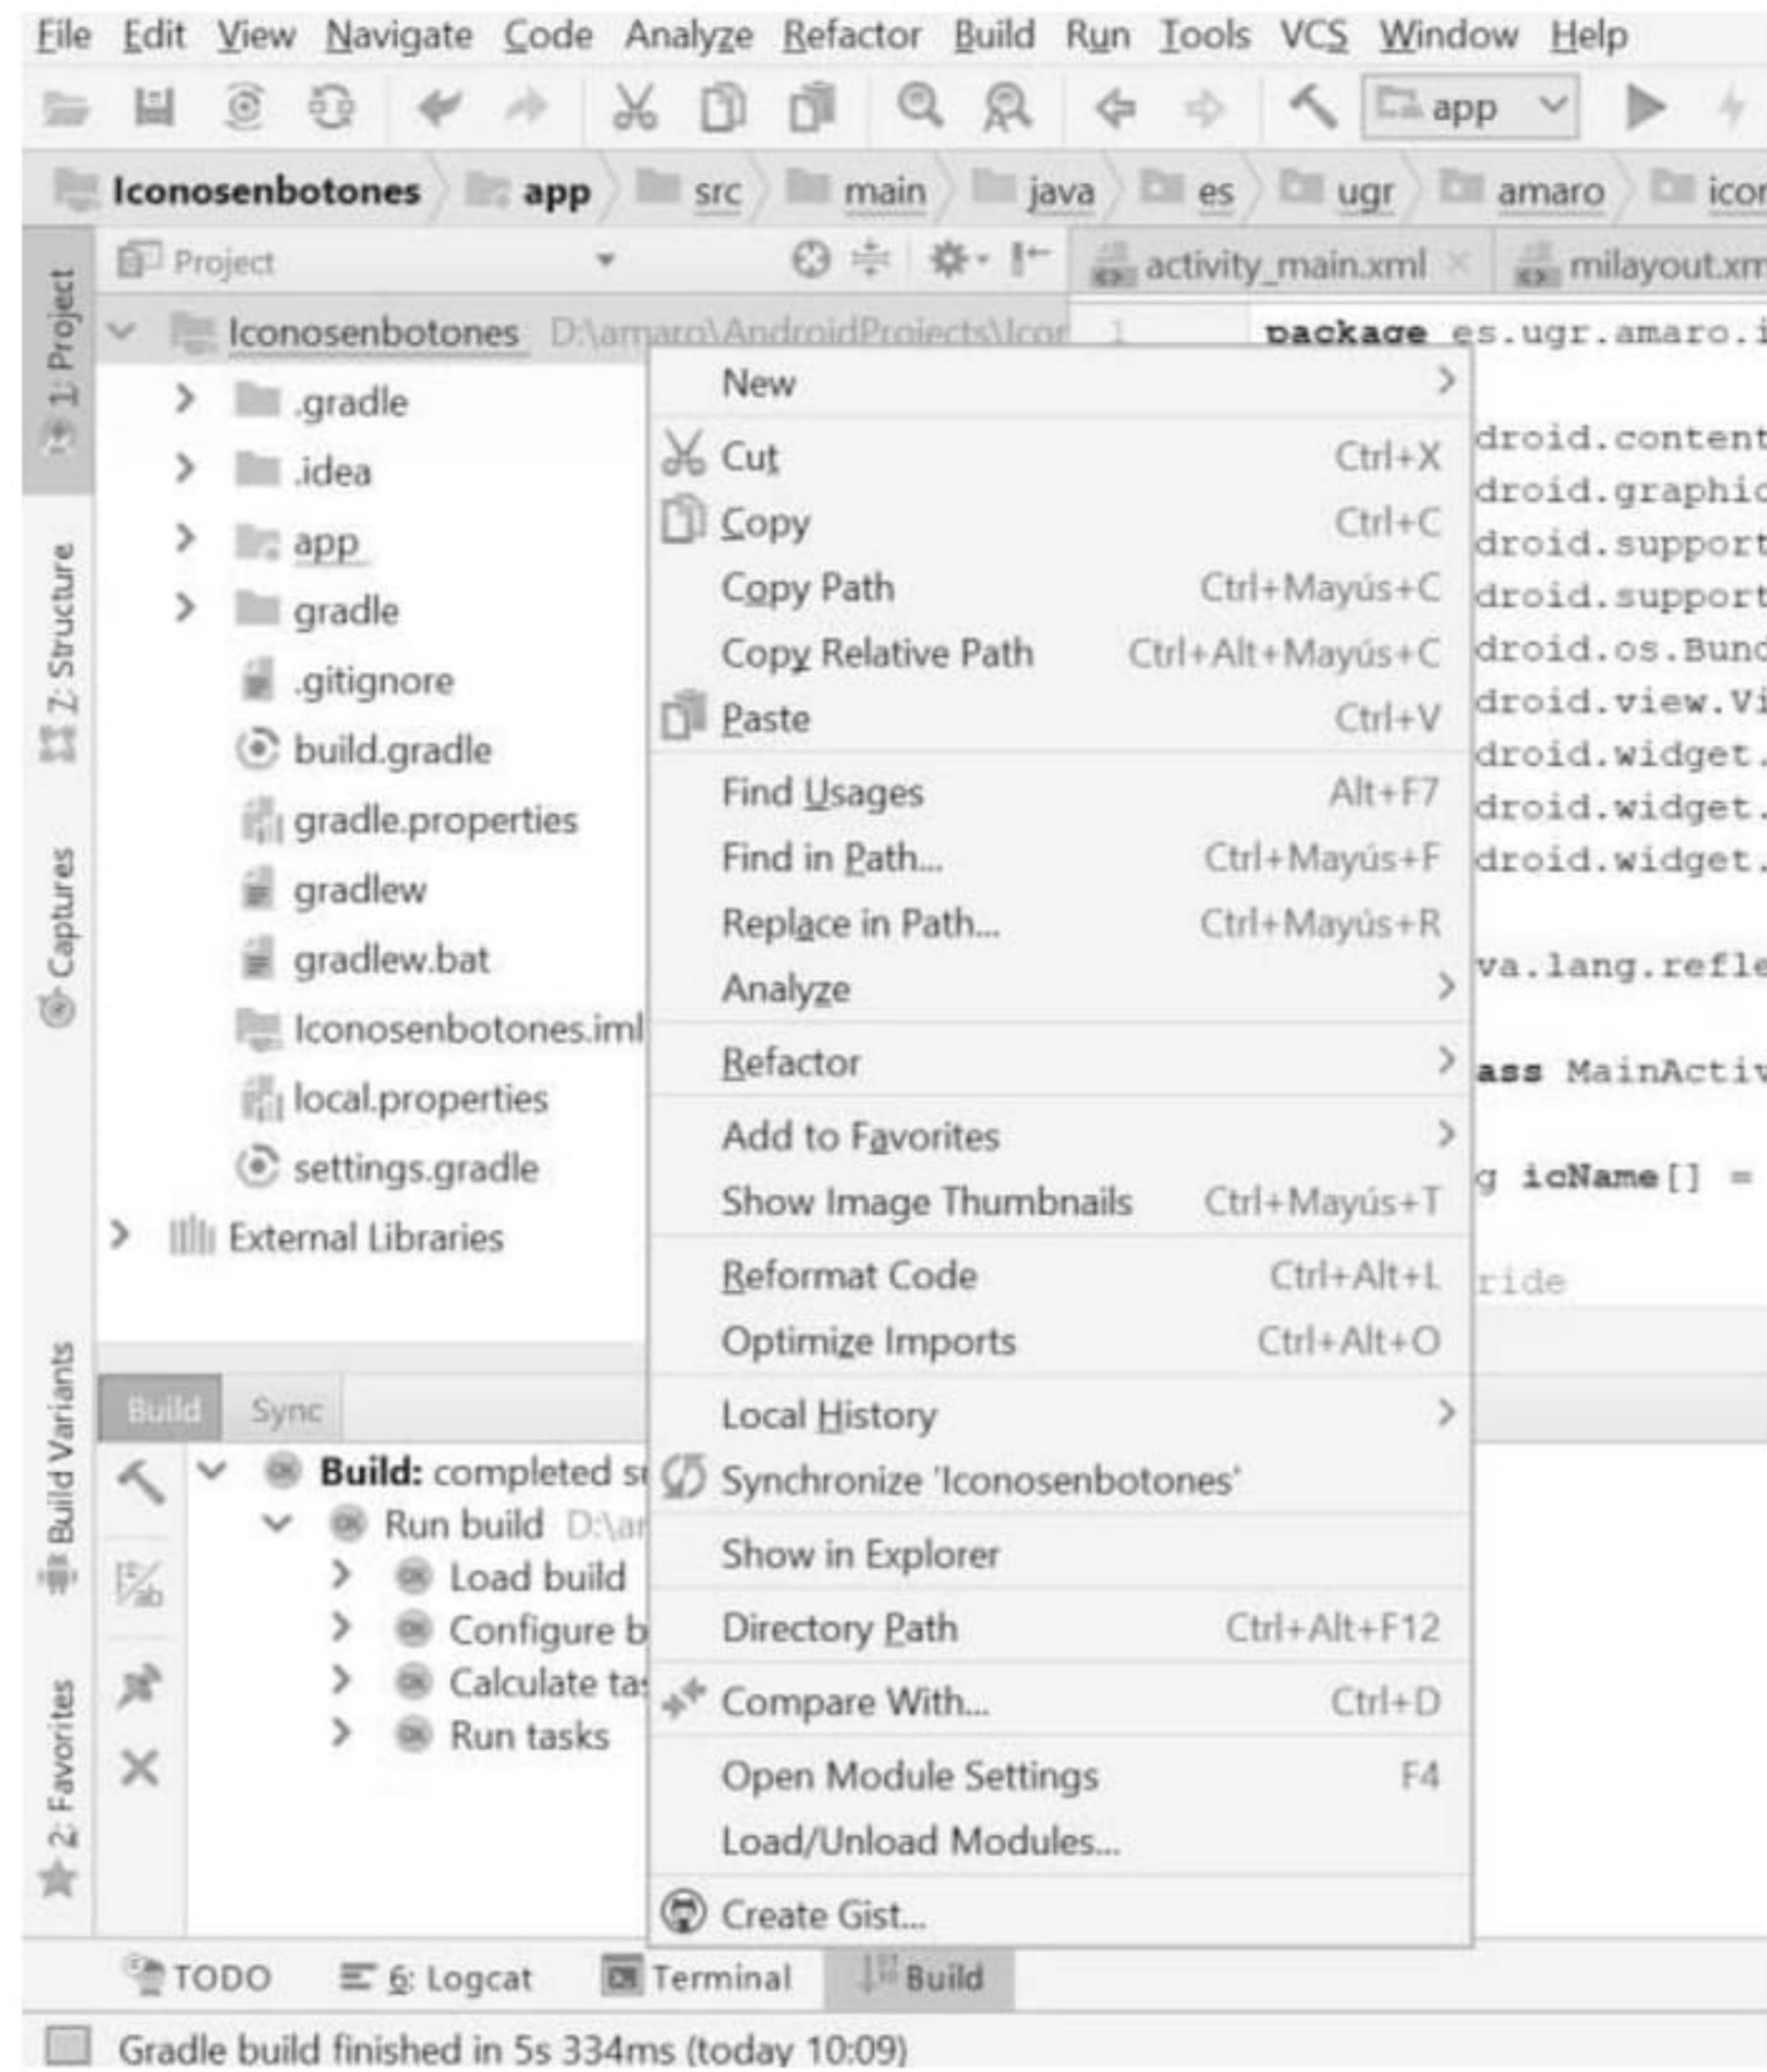 File Edit View Navigate Code Analyze Refactor Build Run Tools VCS Window Help
app
Iconosenbotones app src main java es ugr amaro
Project
activity_main.xml
1: Project
Z: Structure
Captures
Build Variants
2: Favorites
Iconosenbotones
.gradle
.idea
app
gradle
.gitignore
build.gradle
gradle.properties
gradlew
gradlew.bat
Iconosenbotones.iml
local.properties
settings.gradle
External Libraries
1 package es.ugr.amaro.i
droid.content
droid.graphic
droid.support
droid.support
droid.os.Bund
droid.view.Vi
droid.widget.
droid.widget.
droid.widget.
va.lang.refle
ass MainActiv
g icName[] =
ride
New
Cut Ctrl+X
Copy Ctrl+C
Copy Path Ctrl+Mayús+C
Copy Relative Path Ctrl+Alt+Mayús+C
Paste Ctrl+V
Find Usages Alt+F7
Find in Path... Ctrl+Mayús+F
Replace in Path... Ctrl+Mayús+R
Analyze
Refactor
Add to Favorites
Show Image Thumbnails Ctrl+Mayús+T
Reformat Code Ctrl+Alt+L
Optimize Imports Ctrl+Alt+O
Local History
Synchronize 'Iconosenbotones'
Show in Explorer
Directory Path Ctrl+Alt+F12
Compare With... Ctrl+D
Open Module Settings F4
Load/Unload Modules...
Create Gist...
Build Sync
Build: completed
Run build
Load build
Configure
Calculate
Run tasks
TODO 6: Logcat Terminal Build
Gradle build finished in 5s 334ms (today 10:09)